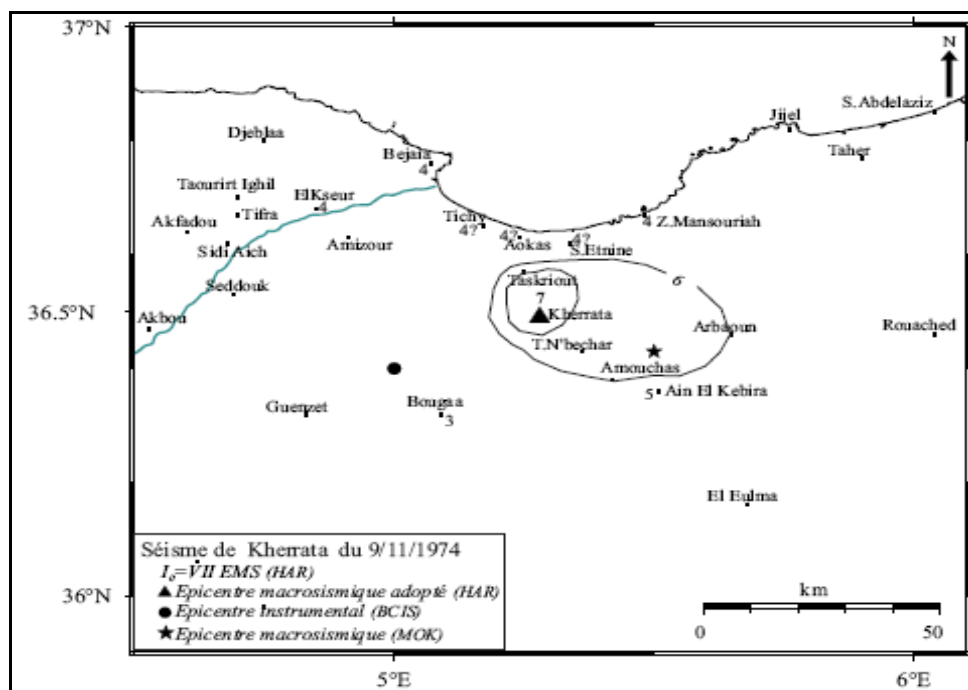 37°N
N
Jijel
S.Abdelaziz
Djeblaa
Bejaia
4
Taher
Taourirt Ighil
ElKseur
4
Tifra
Tichy
4?
4?
Aokas
4?
S.Etnine
4
Z.Mansouriah
Akfadou
Sidi Aich
Amizour
Seddouk
Taskriout
6
7
36.5°N
Akbou
Kherrata
Arbaoun
Rouached
T.N'bechar
Amouchas
5
Ain El Kebira
Guenzet
Bougaa
3
El Eulma
Séisme de Kherrata du 9/11/1974
I₀=VII EMS (HAR)
Epicentre macrosismique adopté (HAR)
Epicentre Instrumental (BCIS)
Epicentre macrosismique (MOK)
36°N
km
0
50
5°E
6°E